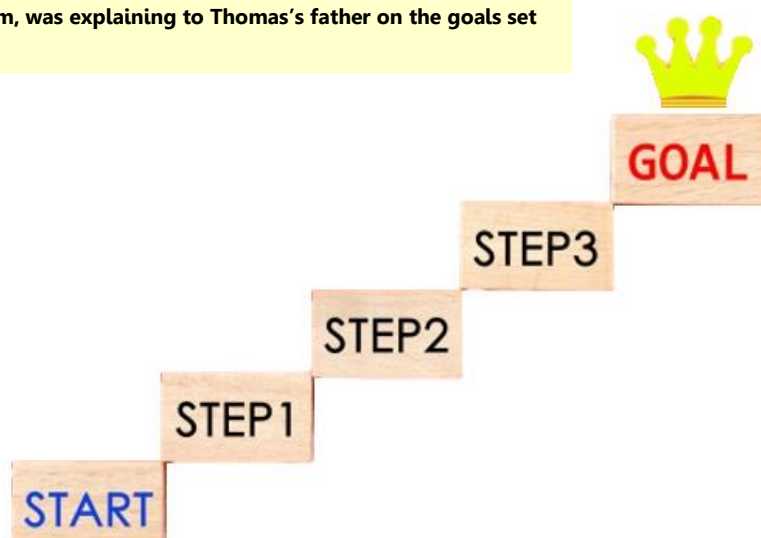 m, was explaining to Thomas’s father on the goals set
GOAL
STEP3
STEP2
STEP1
START